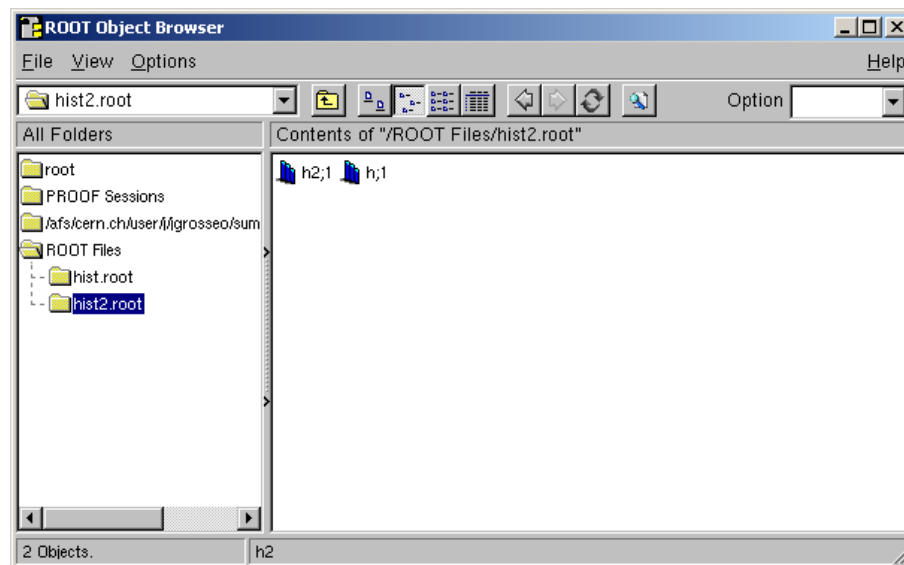 ROOT Object Browser
File View Options Help
hist2.root Option
All Folders Contents of "/ROOT Files/hist2.root"
root
PROOF Sessions
/afs/cern.ch/user/j/jgrosseo/sum
ROOT Files
hist.root
hist2.root
h2;1 h;1
2 Objects. h2